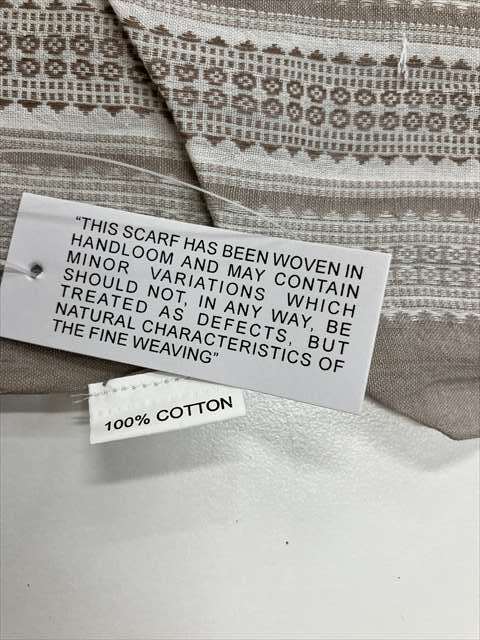 "THIS SCARF HAS BEEN WOVEN IN
HANDLOOM AND MAY CONTAIN
MINOR VARIATIONS WHICH
SHOULD NOT, IN ANY WAY, BE
TREATED AS DEFECTS, BUT
NATURAL CHARACTERISTICS OF
THE FINE WEAVING"
100% COTTON